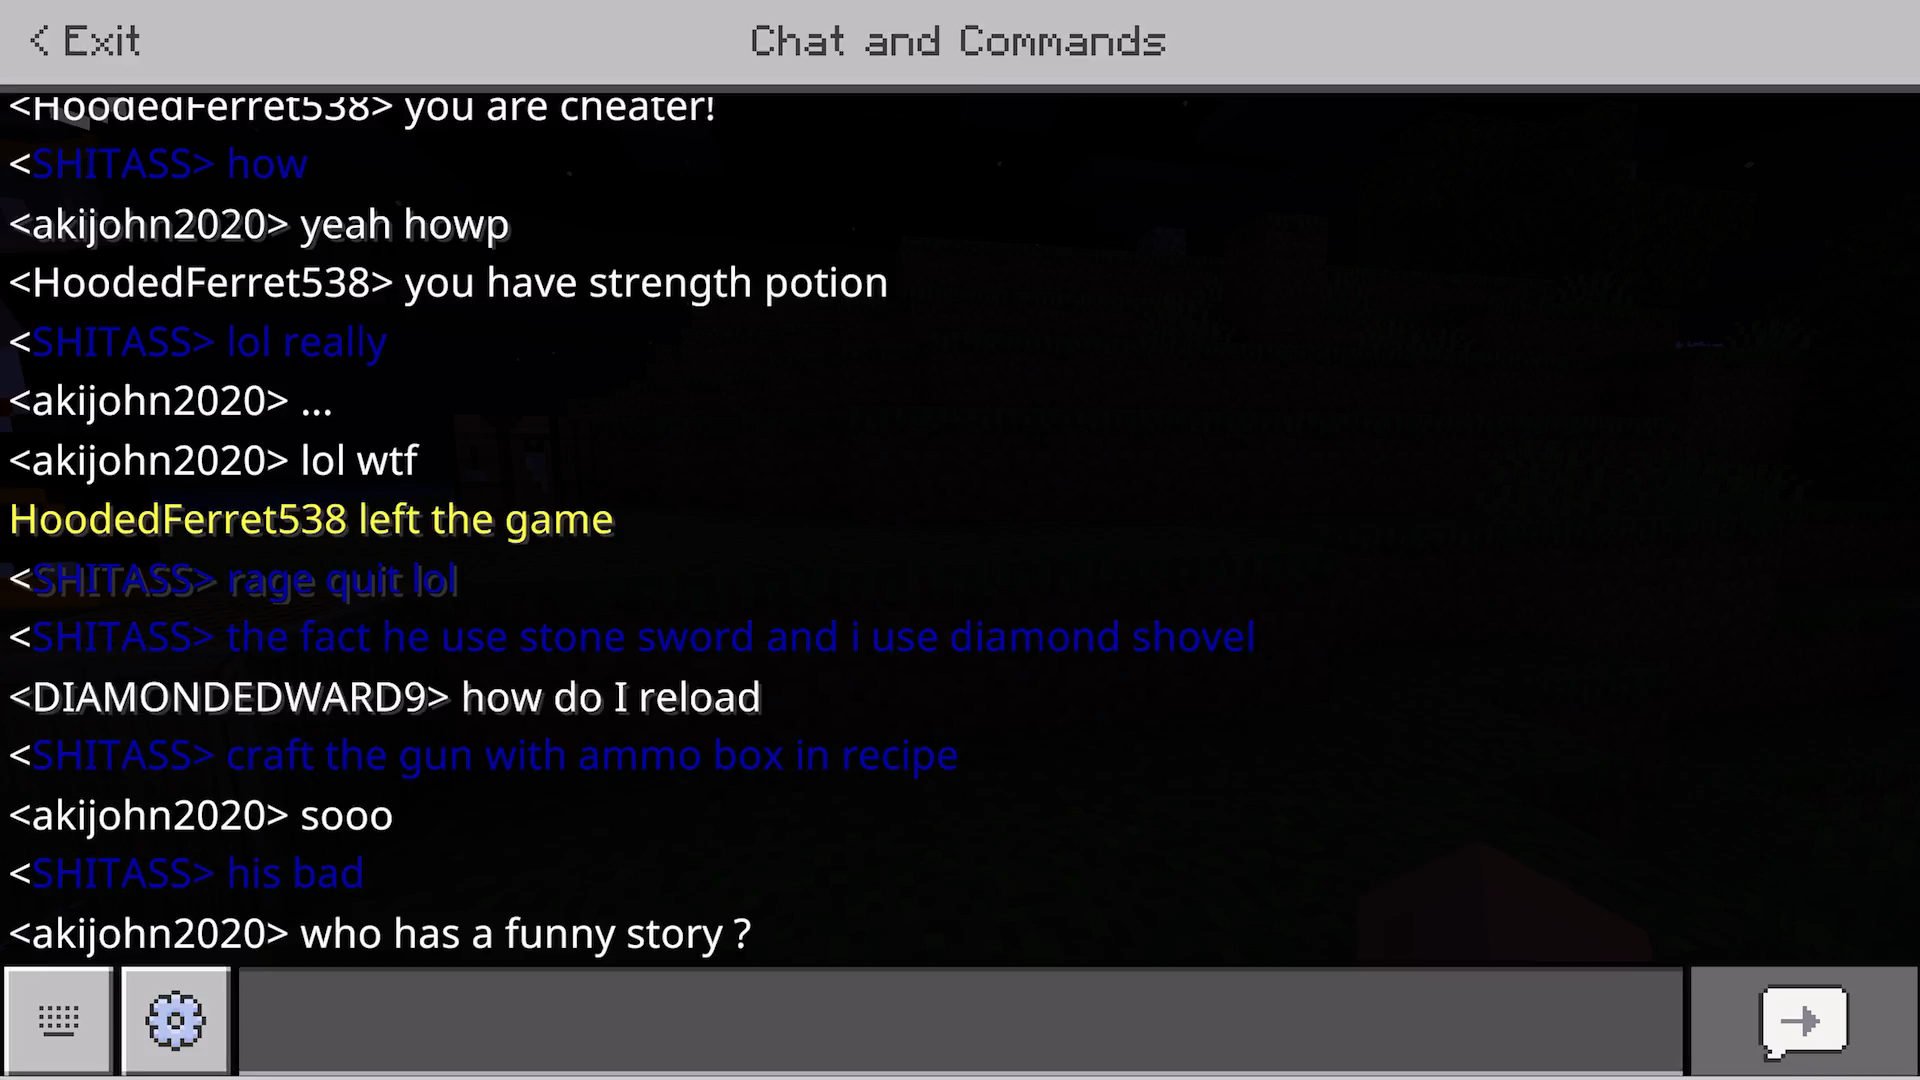 Exit
Chat and Commands
<HoodedFerret538> you are cheater!
<SHITASS> how
<akijohn2020> yeah howp
<HoodedFerret538> you have strength potion
<SHITASS> lol really
<akijohn2020> ...
<akijohn2020> lol wtf
HoodedFerret538 left the game
<SHITASS> rage quit lol
<SHITASS> the fact he use stone sword and i use diamond shovel
<DIAMONDEDWARD9> how do I reload
<SHITASS> craft the gun with ammo box in recipe
<akijohn2020> sooo
<SHITASS> his bad
<akijohn2020> who has a funny story ?